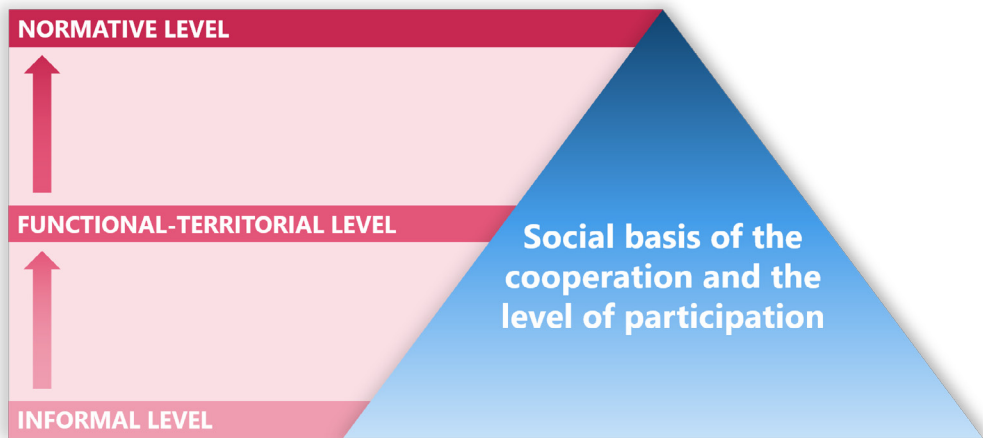 NORMATIVE LEVEL
FUNCTIONAL-TERRITORIAL LEVEL
Social basis of the
cooperation and the
level of participation
INFORMAL LEVEL